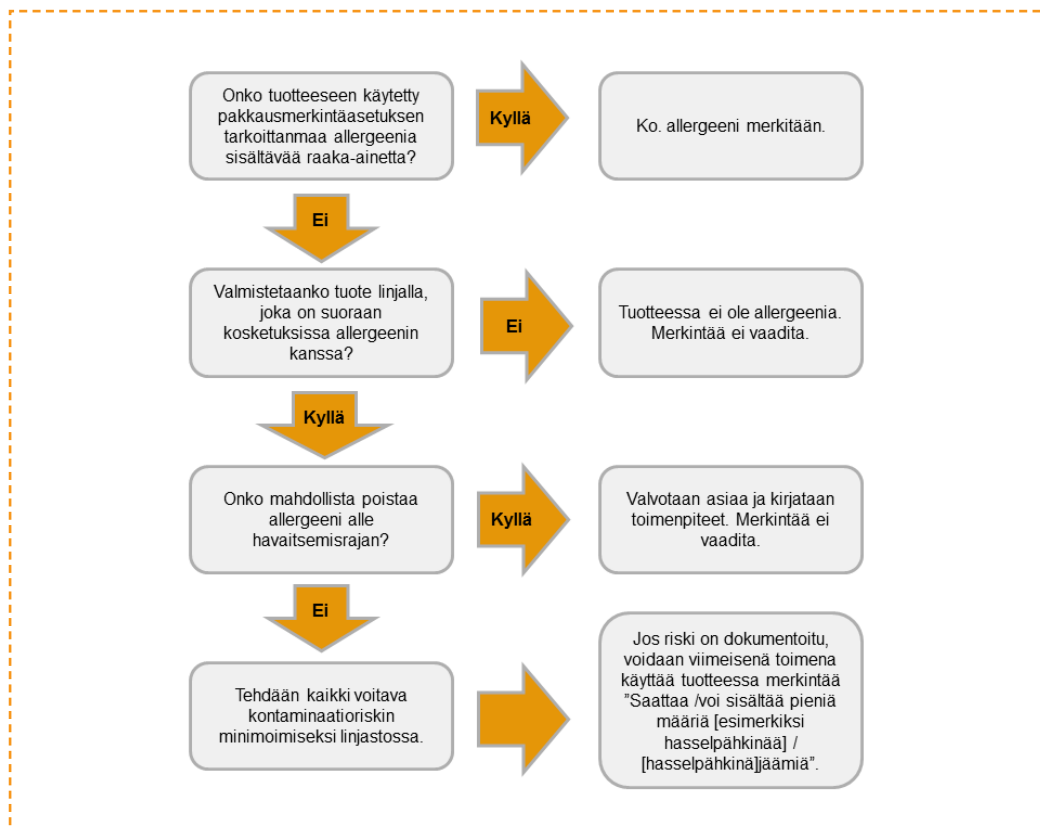 Onko tuotteeseen käytetty
pakkausmerkintäasetuksen
tarkoittanmaa allergeenia
sisältävää raaka-ainetta?
Kyllä
Ko. allergeeni merkitään.
Ei
Valmistetaanko tuote linjalla,
joka on suoraan
kosketuksissa allergeenin
kanssa?
Ei
Tuotteessa ei ole allergeenia.
Merkintää ei vaadita.
Kyllä
Onko mahdollista poistaa
allergeeni alle
havaitsemisrajan?
Kyllä
Valvotaan asiaa ja kirjataan
toimenpiteet. Merkintää ei
vaadita.
Ei
Tehdään kaikki voitava
kontaminaatioriskin
minimoimiseksi linjastossa.
Jos riski on dokumentoitu,
voidaan viimeisenä toimena
käyttää tuotteessa merkintää
”Saattaa /voi sisältää pieniä
määriä [esimerkiksi
hasselpähkinää] /
[hasselpähkinä]jäämiä”.